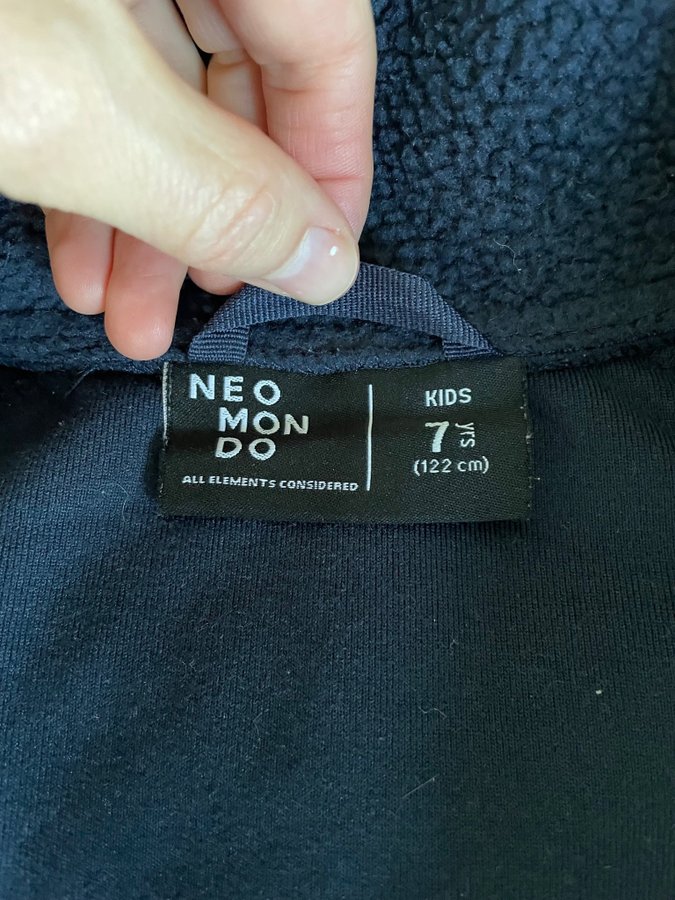 NEO
MON
DO
ALL ELEMENTS CONSIDERED
KIDS
7 yrs
(122 cm)